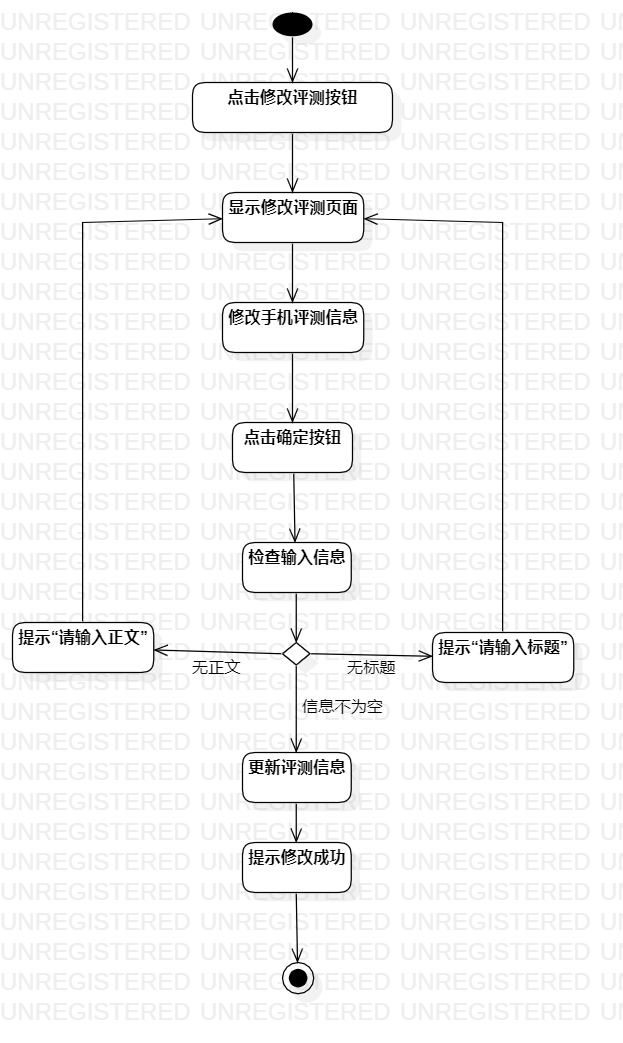 点击修改评测按钮
显示修改评测页面
修改手机评测信息
点击确定按钮
检查输入信息
提示“请输入正文”
提示“请输入标题”
无正文
无标题
信息不为空
更新评测信息
提示修改成功
UNREGISTERED